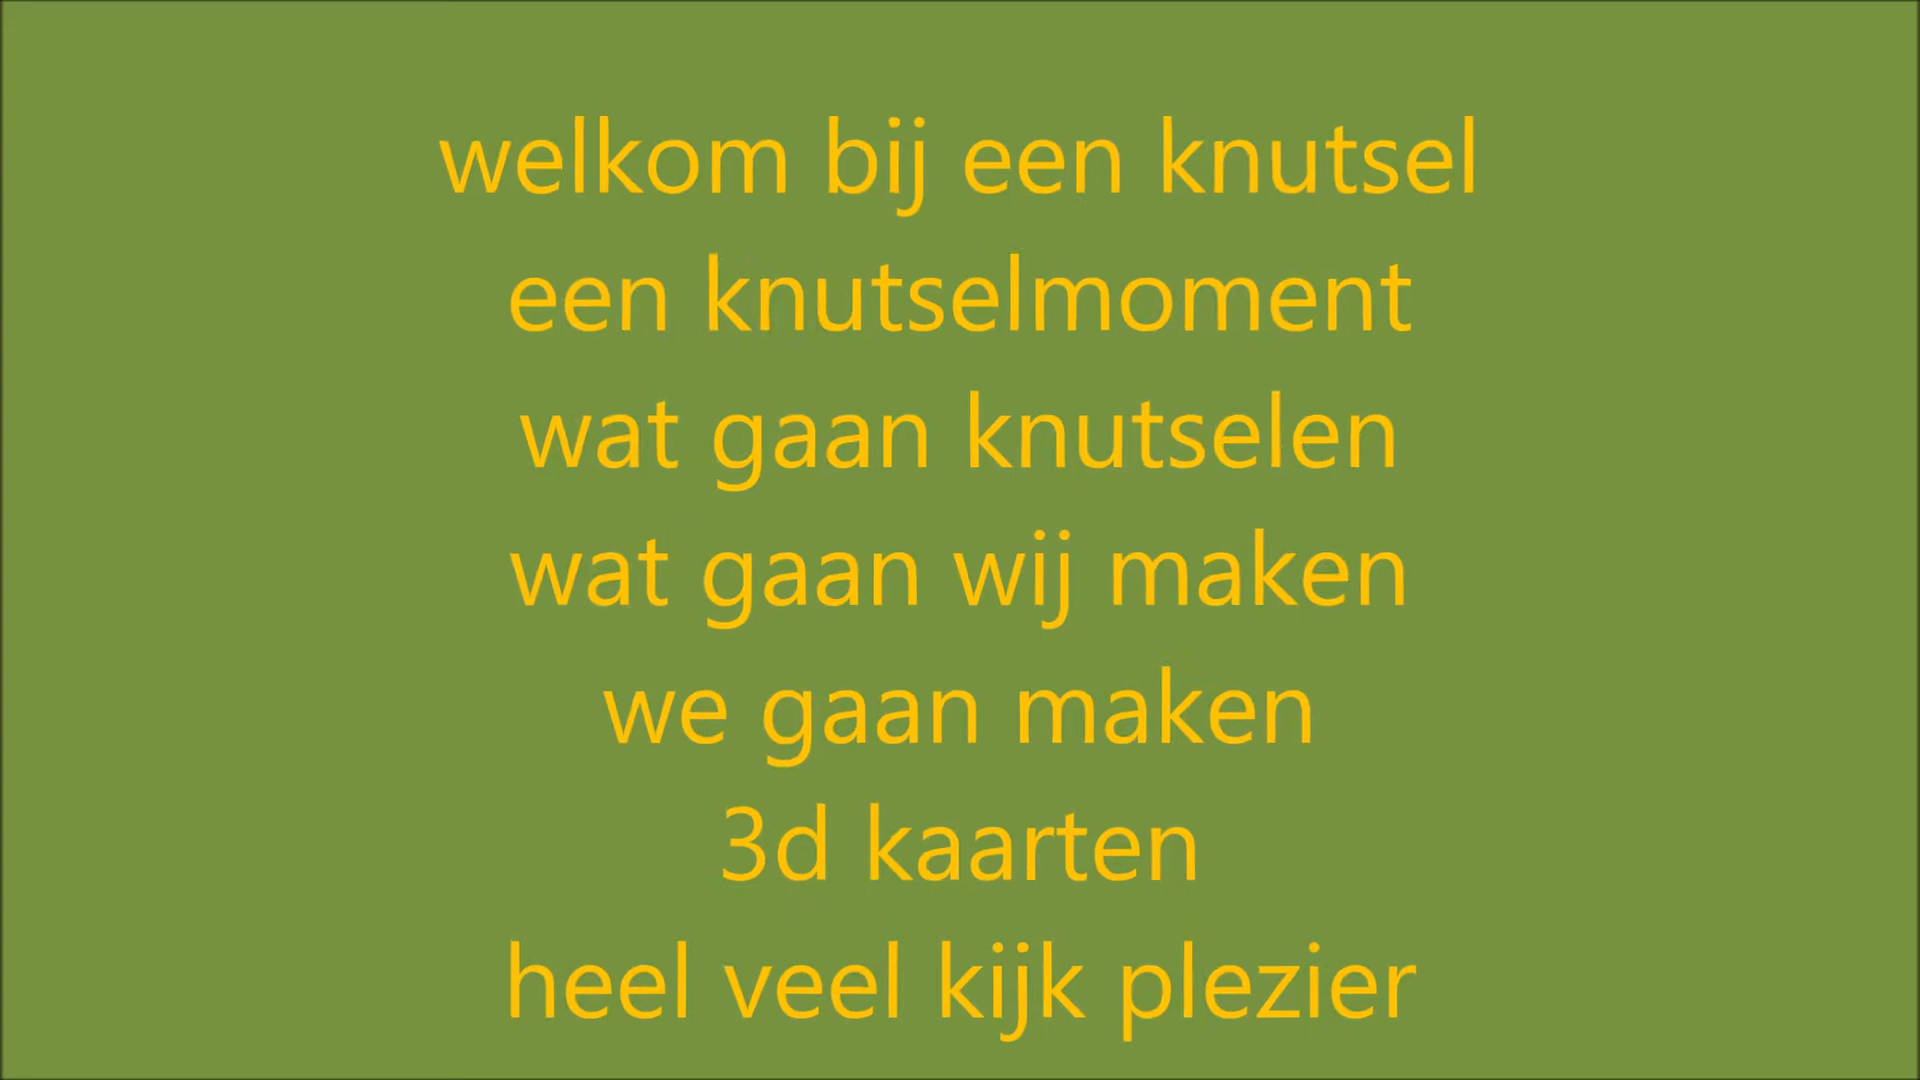 welkom bij een knutsel
een knutselmoment
wat gaan knutselen
wat gaan wij maken
we gaan maken
3d kaarten
heel veel kijk plezier